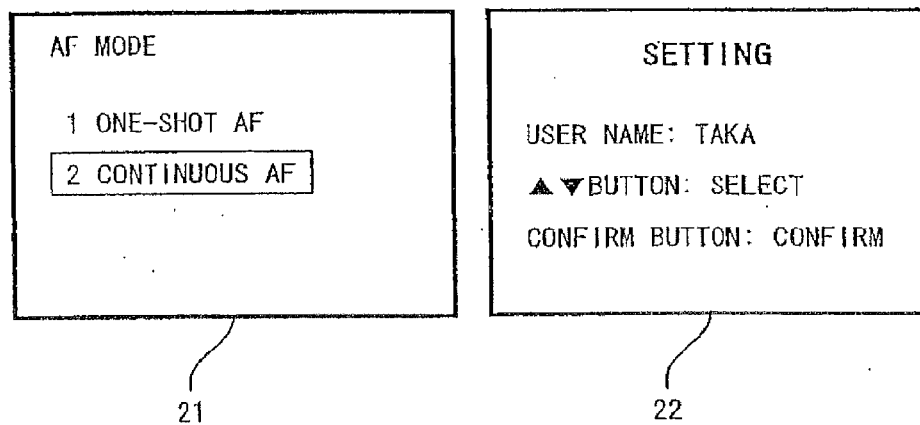 AF MODE
1 ONE-SHOT AF
2 CONTINUOUS AF
21
SETTING
USER NAME: TAKA
▲▼BUTTON: SELECT
CONFIRM BUTTON: CONFIRM
22